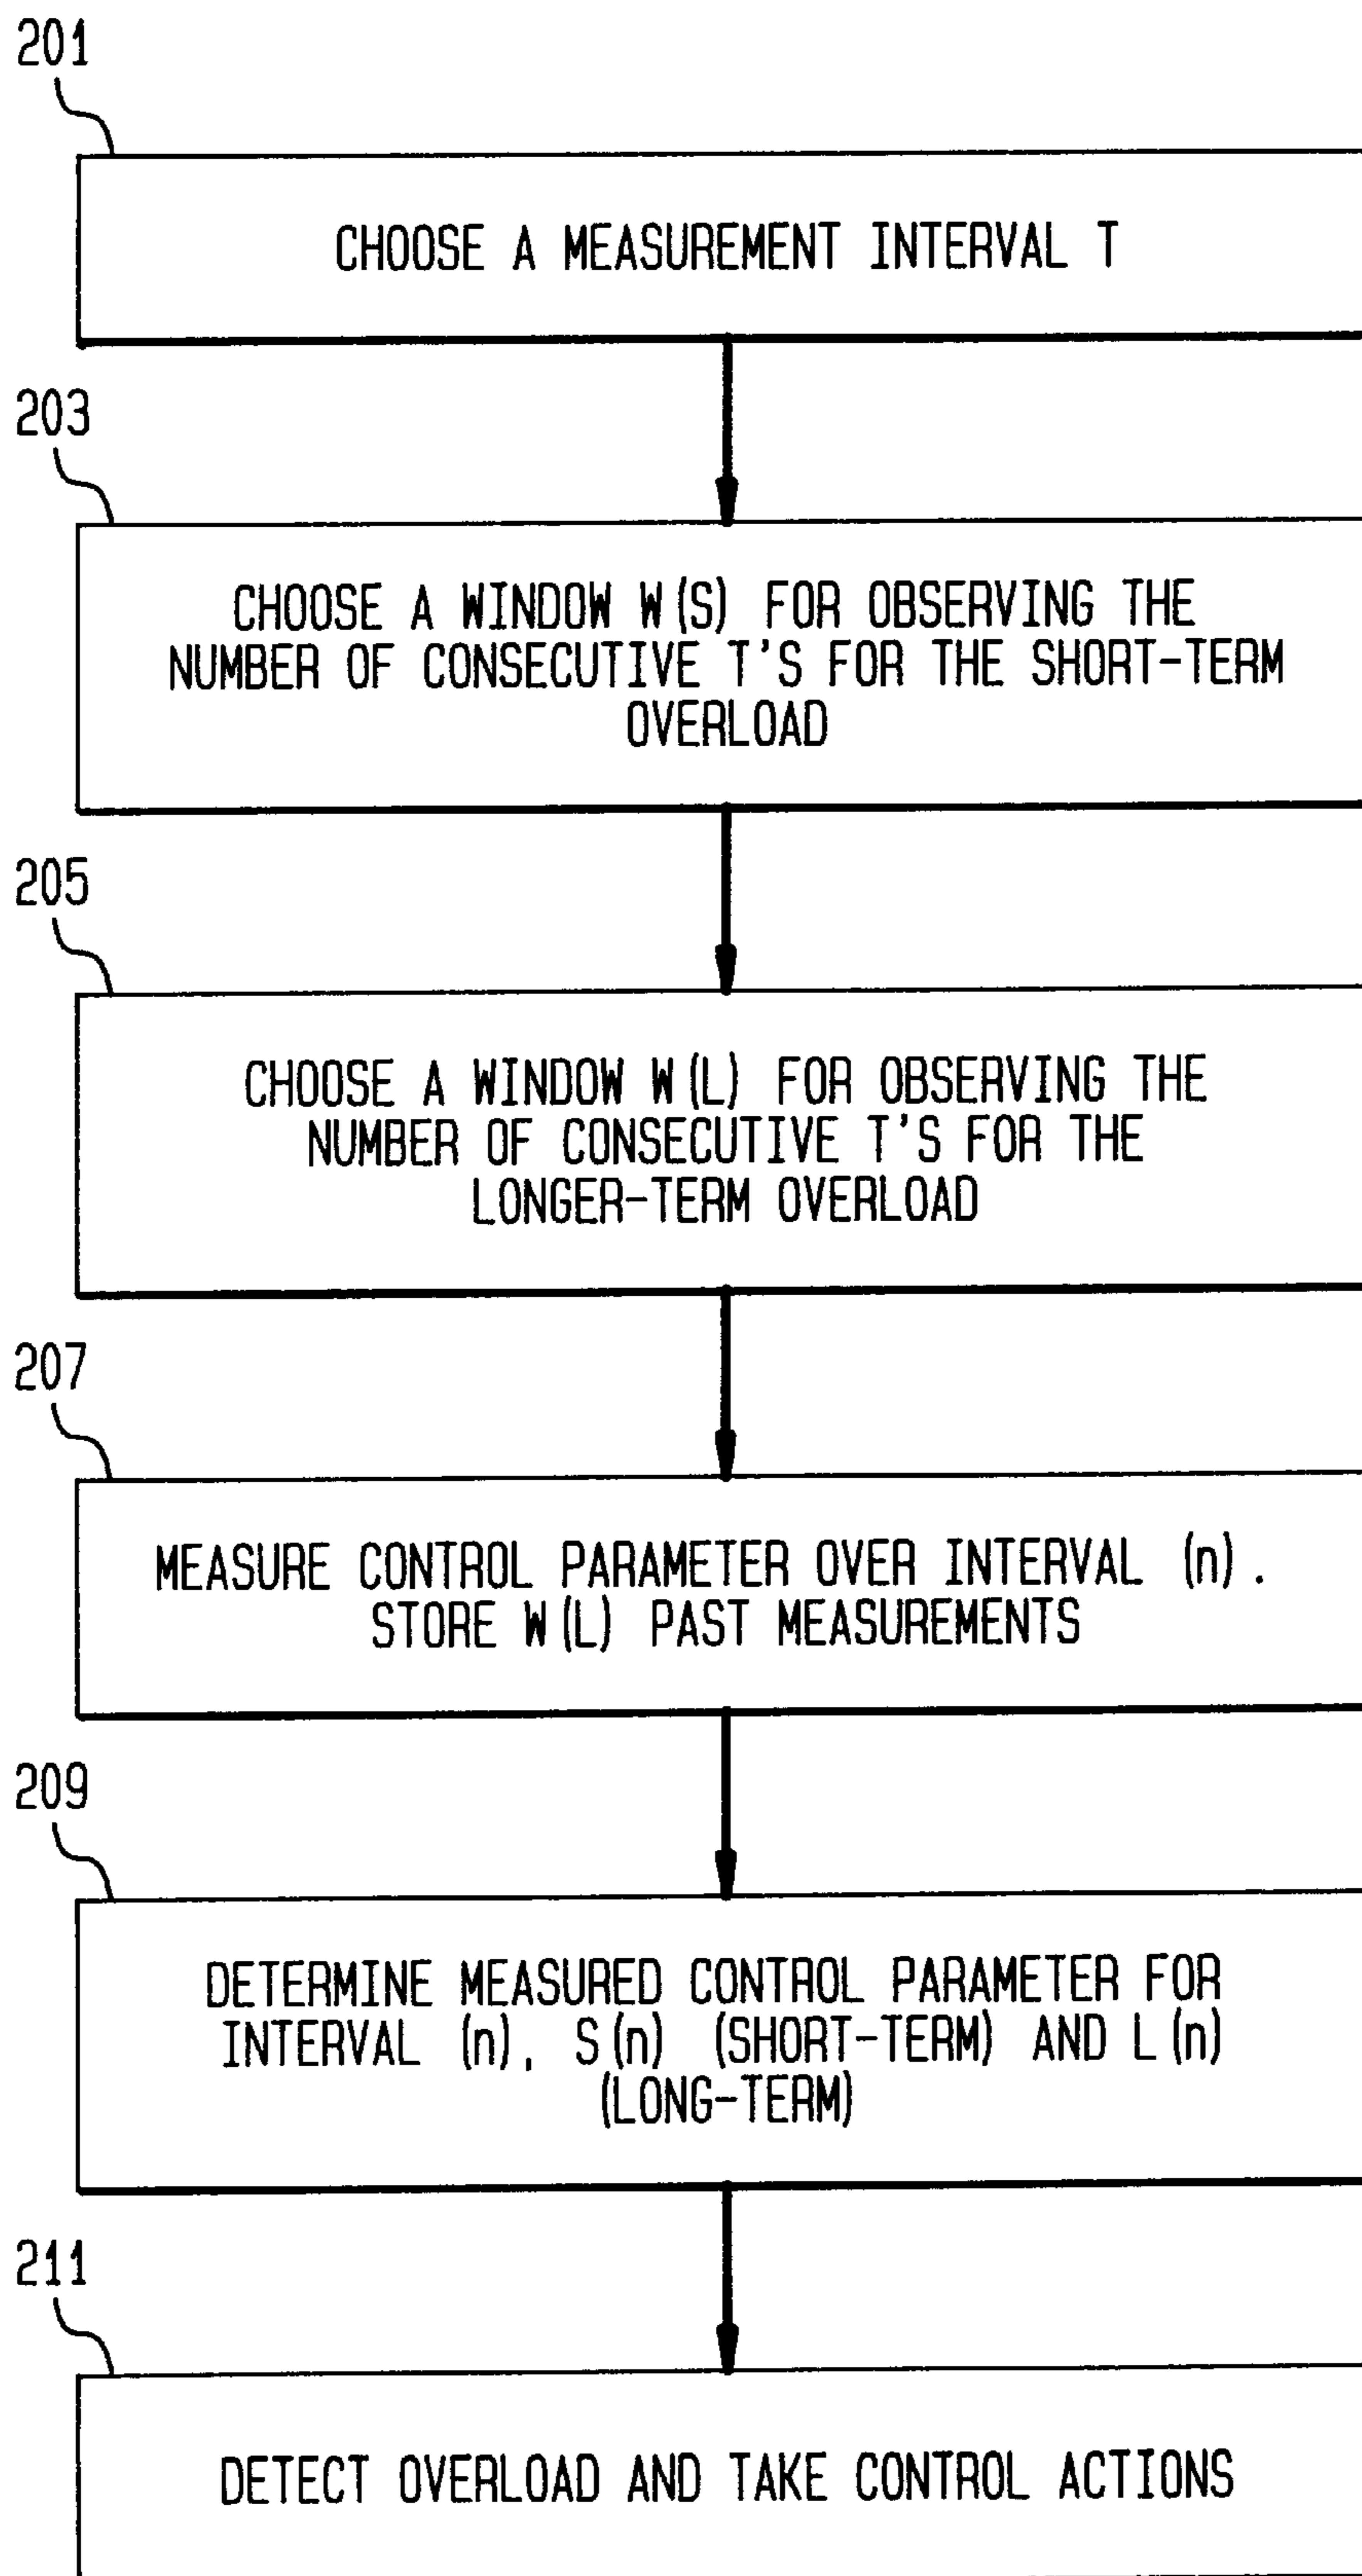 201
CHOOSE A MEASUREMENT INTERVAL T
203
CHOOSE A WINDOW W(S) FOR OBSERVING THE
NUMBER OF CONSECUTIVE T'S FOR THE SHORT-TERM
OVERLOAD
205
CHOOSE A WINDOW W(L) FOR OBSERVING THE
NUMBER OF CONSECUTIVE T'S FOR THE
LONGER-TERM OVERLOAD
207
MEASURE CONTROL PARAMETER OVER INTERVAL (n).
STORE W(L) PAST MEASUREMENTS
209
DETERMINE MEASURED CONTROL PARAMETER FOR
INTERVAL (n), S(n) (SHORT-TERM) AND L(n)
(LONG-TERM)
211
DETECT OVERLOAD AND TAKE CONTROL ACTIONS